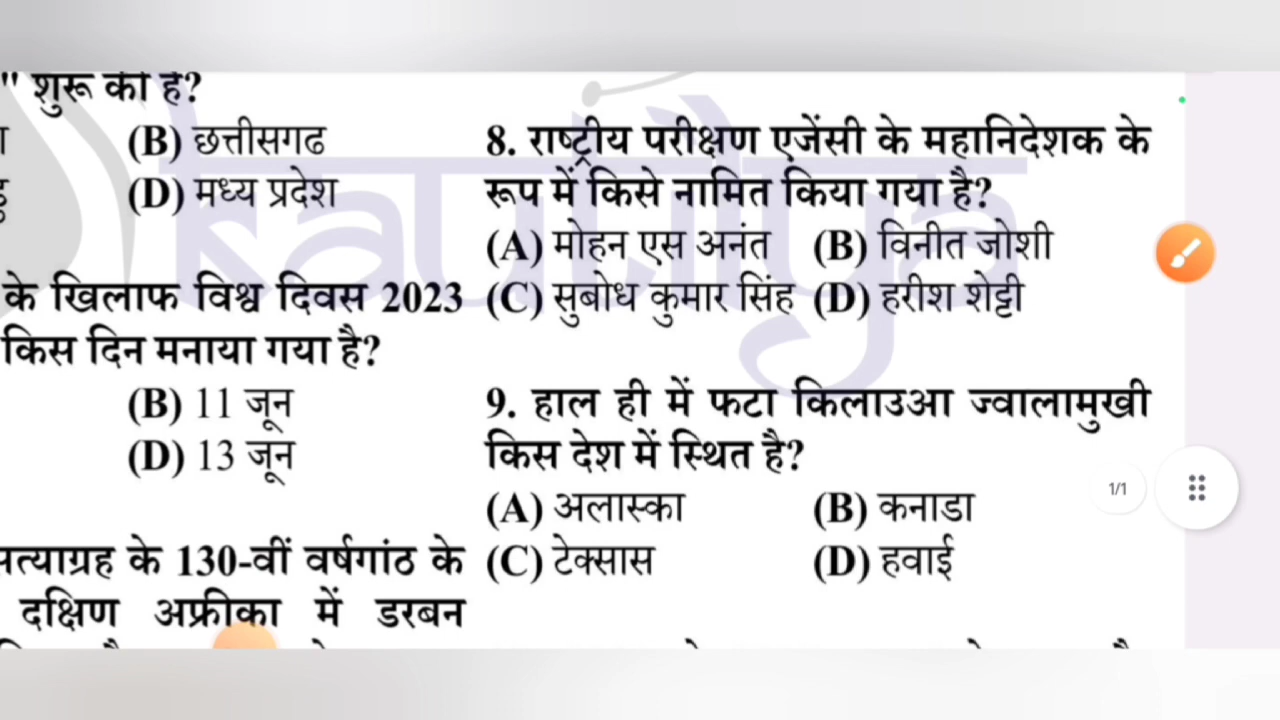 " शुरू की है?
(B) छत्तीसगढ
(D) मध्य प्रदेश
के खिलाफ विश्व दिवस 2023
किस दिन मनाया गया है?
(B) 11 जून
(D) 13 जून
सत्याग्रह के 130-वीं वर्षगांठ के
दक्षिण अफ्रीका में डरबन
8. राष्ट्रीय परीक्षण एजेंसी के महानिदेशक के
रूप में किसे नामित किया गया है?
(A) मोहन एस अनंत (B) विनीत जोशी
(C) सुबोध कुमार सिंह (D) हरीश शेट्टी
9. हाल ही में फटा किलाउआ ज्वालामुखी
किस देश में स्थित है?
(A) अलास्का (B) कनाडा
(C) टेक्सास (D) हवाई
1/1
kautilya